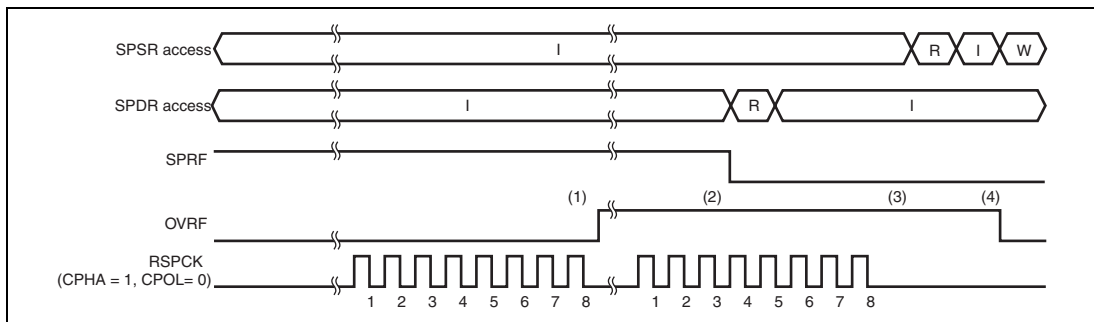 SPSR access I R I W
SPDR access I R I
SPRF
(1) (2) (3) (4)
OVRF
RSPCK
(CPHA = 1, CPOL= 0)
1 2 3 4 5 6 7 8 1 2 3 4 5 6 7 8